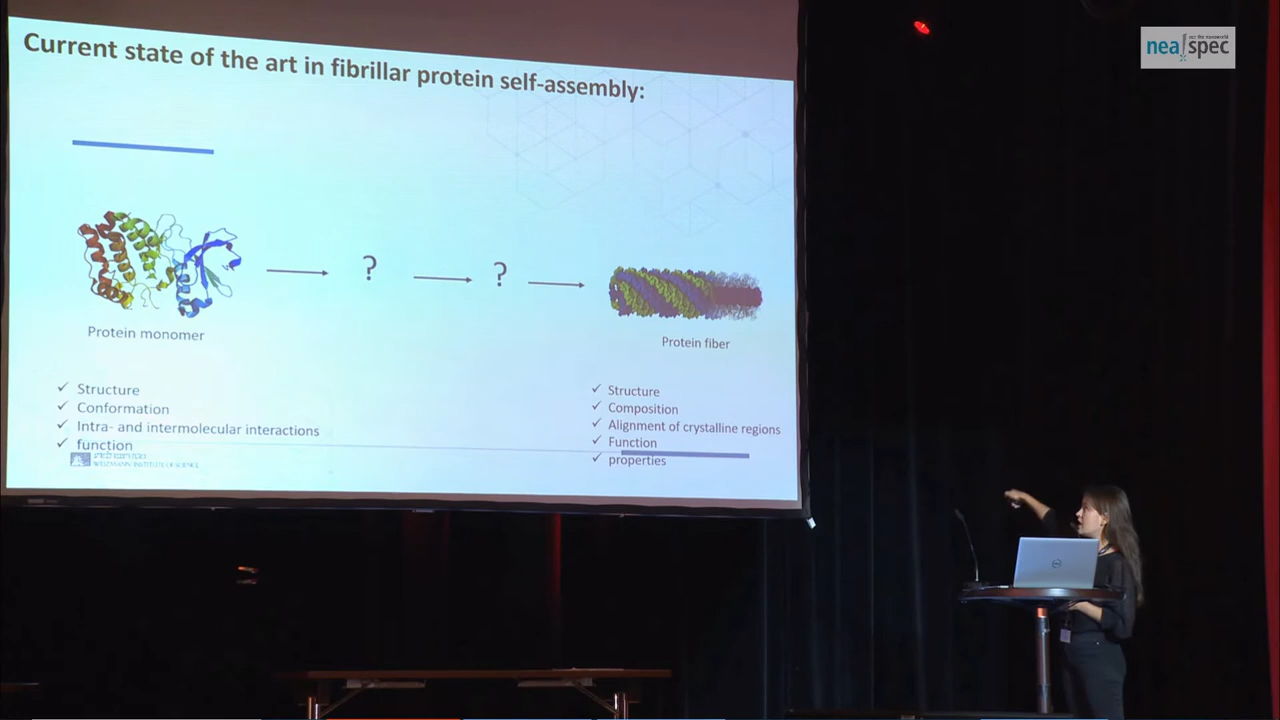 Current state of the art in fibrillar protein self-assembly:
? ?
Protein monomer
Protein fiber
✓ Structure
✓ Conformation
✓ Intra- and intermolecular interactions
✓ function
✓ Structure
✓ Composition
✓ Alignment of crystalline regions
✓ Function
✓ properties
WEIZMANN INSTITUTE OF SCIENCE
neaspec